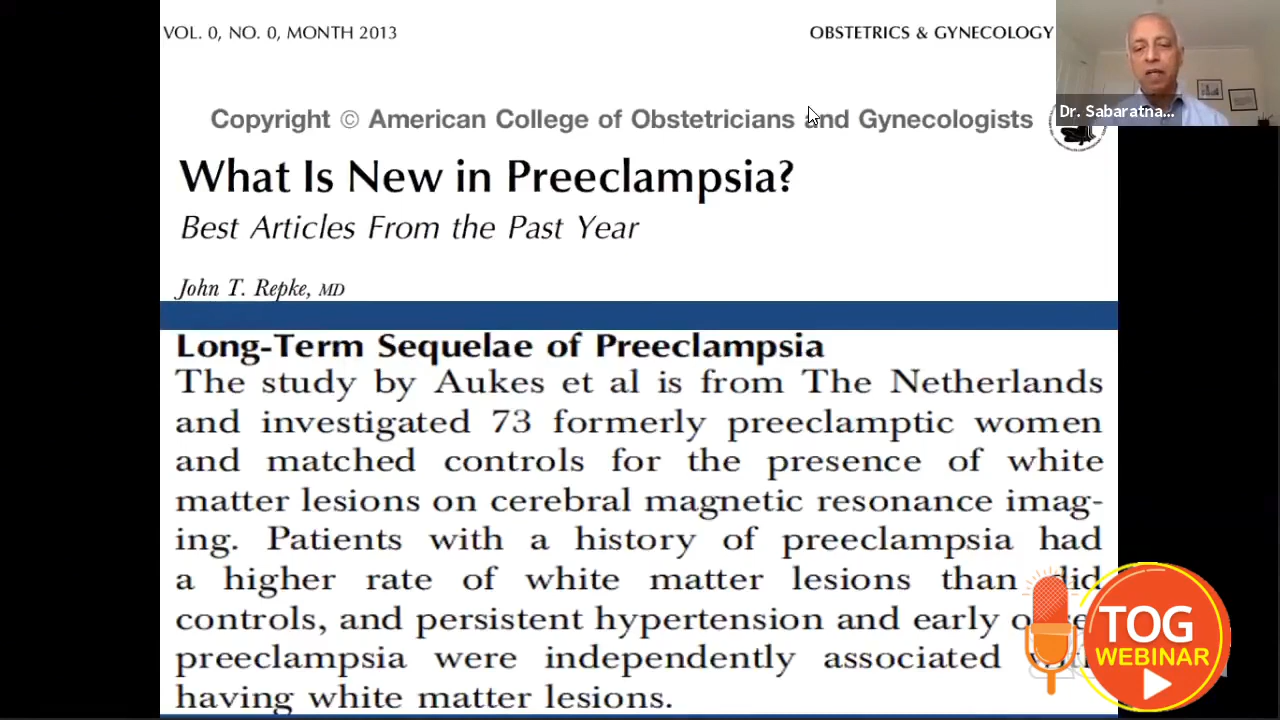 VOL. 0, NO. 0, MONTH 2013
OBSTETRICS & GYNECOLOGY
Dr. Sabaratna...
Copyright © American College of Obstetricians and Gynecologists
What Is New in Preeclampsia?
Best Articles From the Past Year
John T. Repke, MD
Long-Term Sequelae of Preeclampsia
The study by Aukes et al is from The Netherlands
and investigated 73 formerly preeclamptic women
and matched controls for the presence of white
matter lesions on cerebral magnetic resonance imag-
ing. Patients with a history of preeclampsia had
a higher rate of white matter lesions than did
controls, and persistent hypertension and early
preeclampsia were independently associated
having white matter lesions.
TOG
WEBINAR